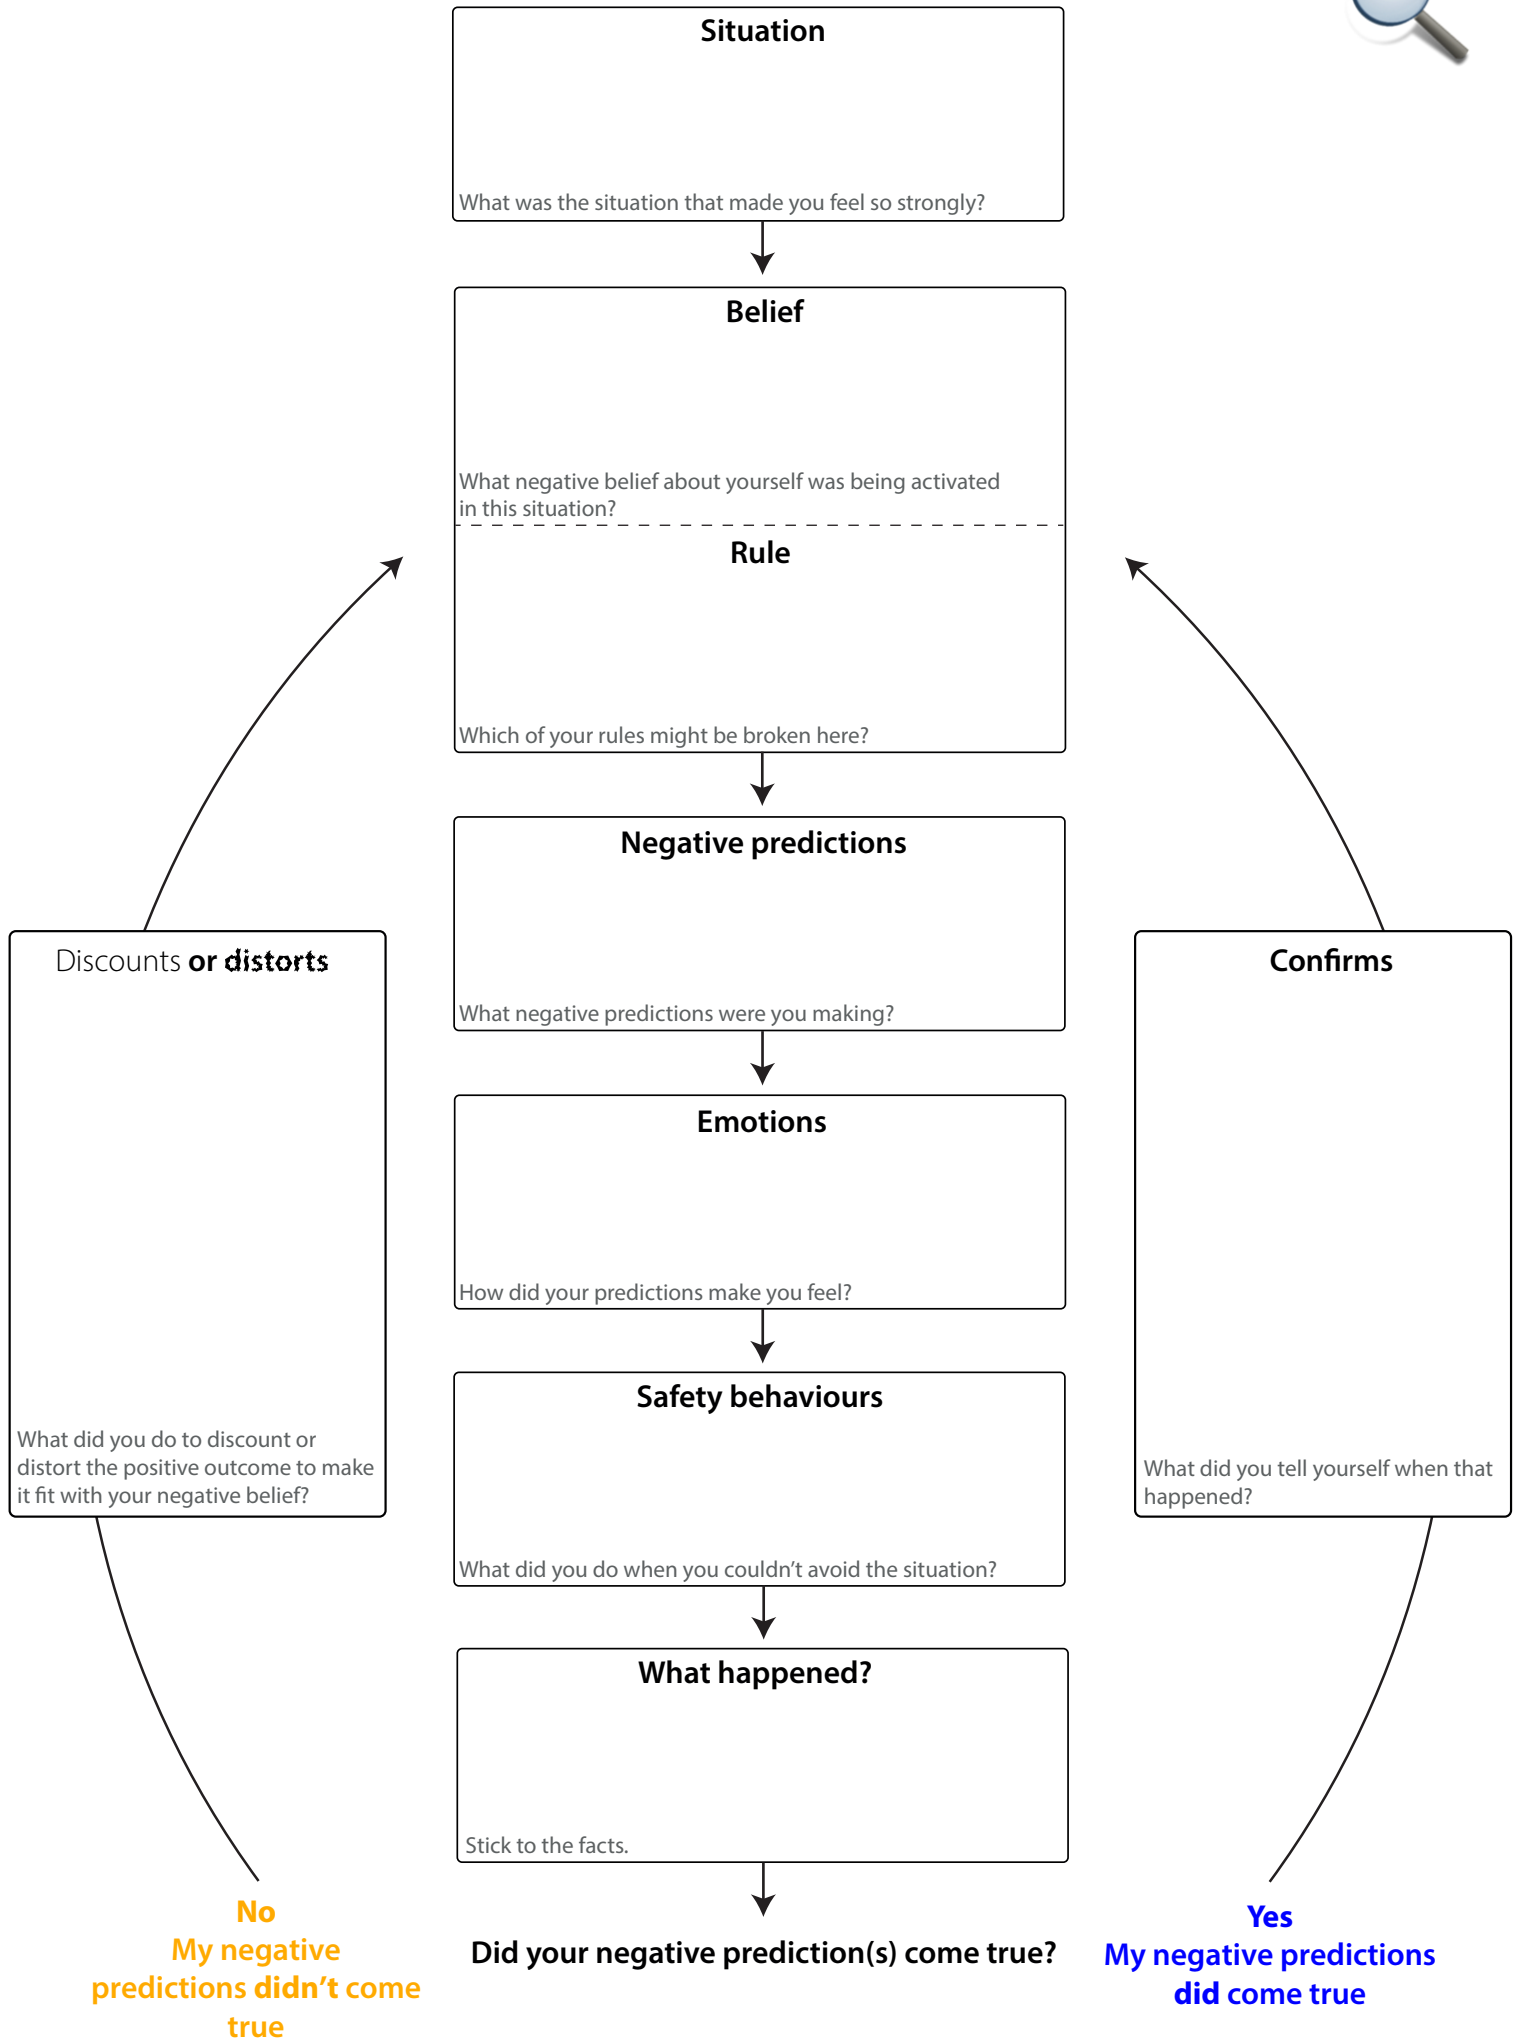 Situation
What was the situation that made you feel so strongly?
Belief
What negative belief about yourself was being activated
in this situation?
Rule
Which of your rules might be broken here?
Negative predictions
What negative predictions were you making?
Discounts or distorts
What did you do to discount or
distort the positive outcome to make
it fit with your negative belief?
Confirms
What did you tell yourself when that
happened?
Emotions
How did your predictions make you feel?
Safety behaviours
What did you do when you couldn't avoid the situation?
What happened?
Stick to the facts.
Did your negative prediction(s) come true?
No
My negative
predictions didn't come
true
Yes
My negative predictions
did come true